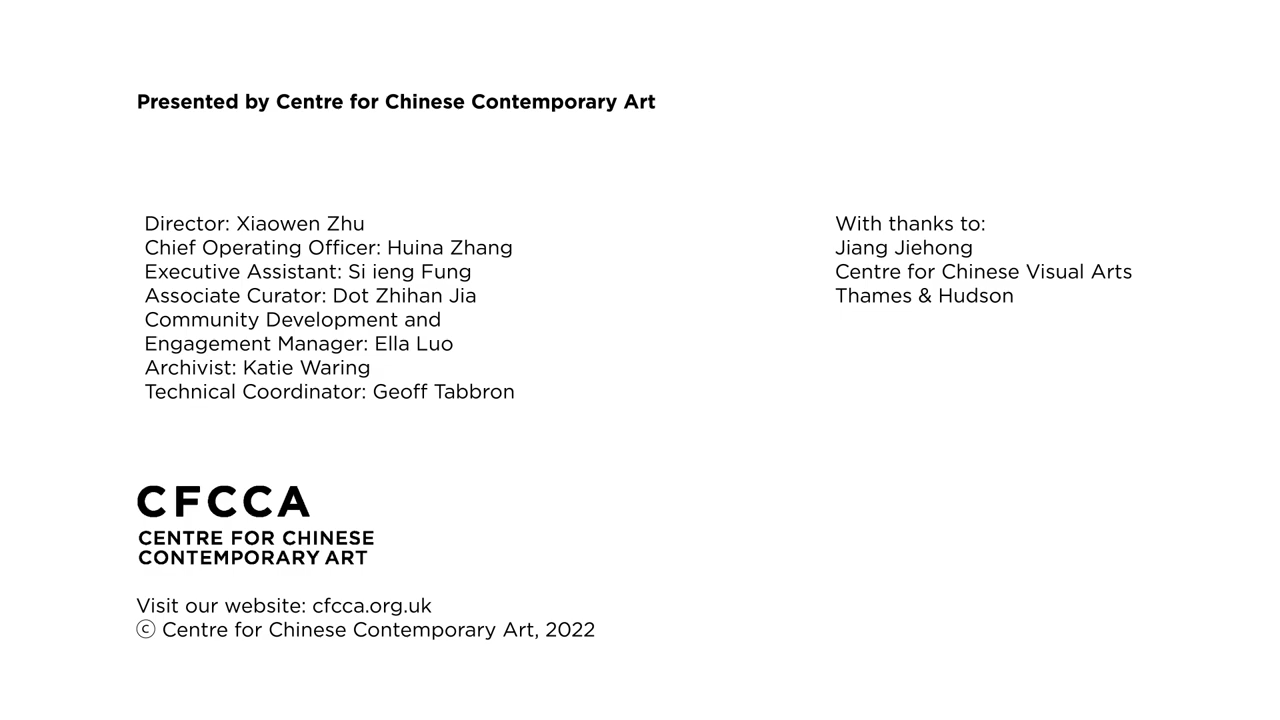 Presented by Centre for Chinese Contemporary Art
Director: Xiaowen Zhu
Chief Operating Officer: Huina Zhang
Executive Assistant: Si ieng Fung
Associate Curator: Dot Zhihan Jia
Community Development and
Engagement Manager: Ella Luo
Archivist: Katie Waring
Technical Coordinator: Geoff Tabbron
With thanks to:
Jiang Jiehong
Centre for Chinese Visual Arts
Thames & Hudson
CFCCA
CENTRE FOR CHINESE
CONTEMPORARY ART
Visit our website: cfcca.org.uk
ⓒ Centre for Chinese Contemporary Art, 2022